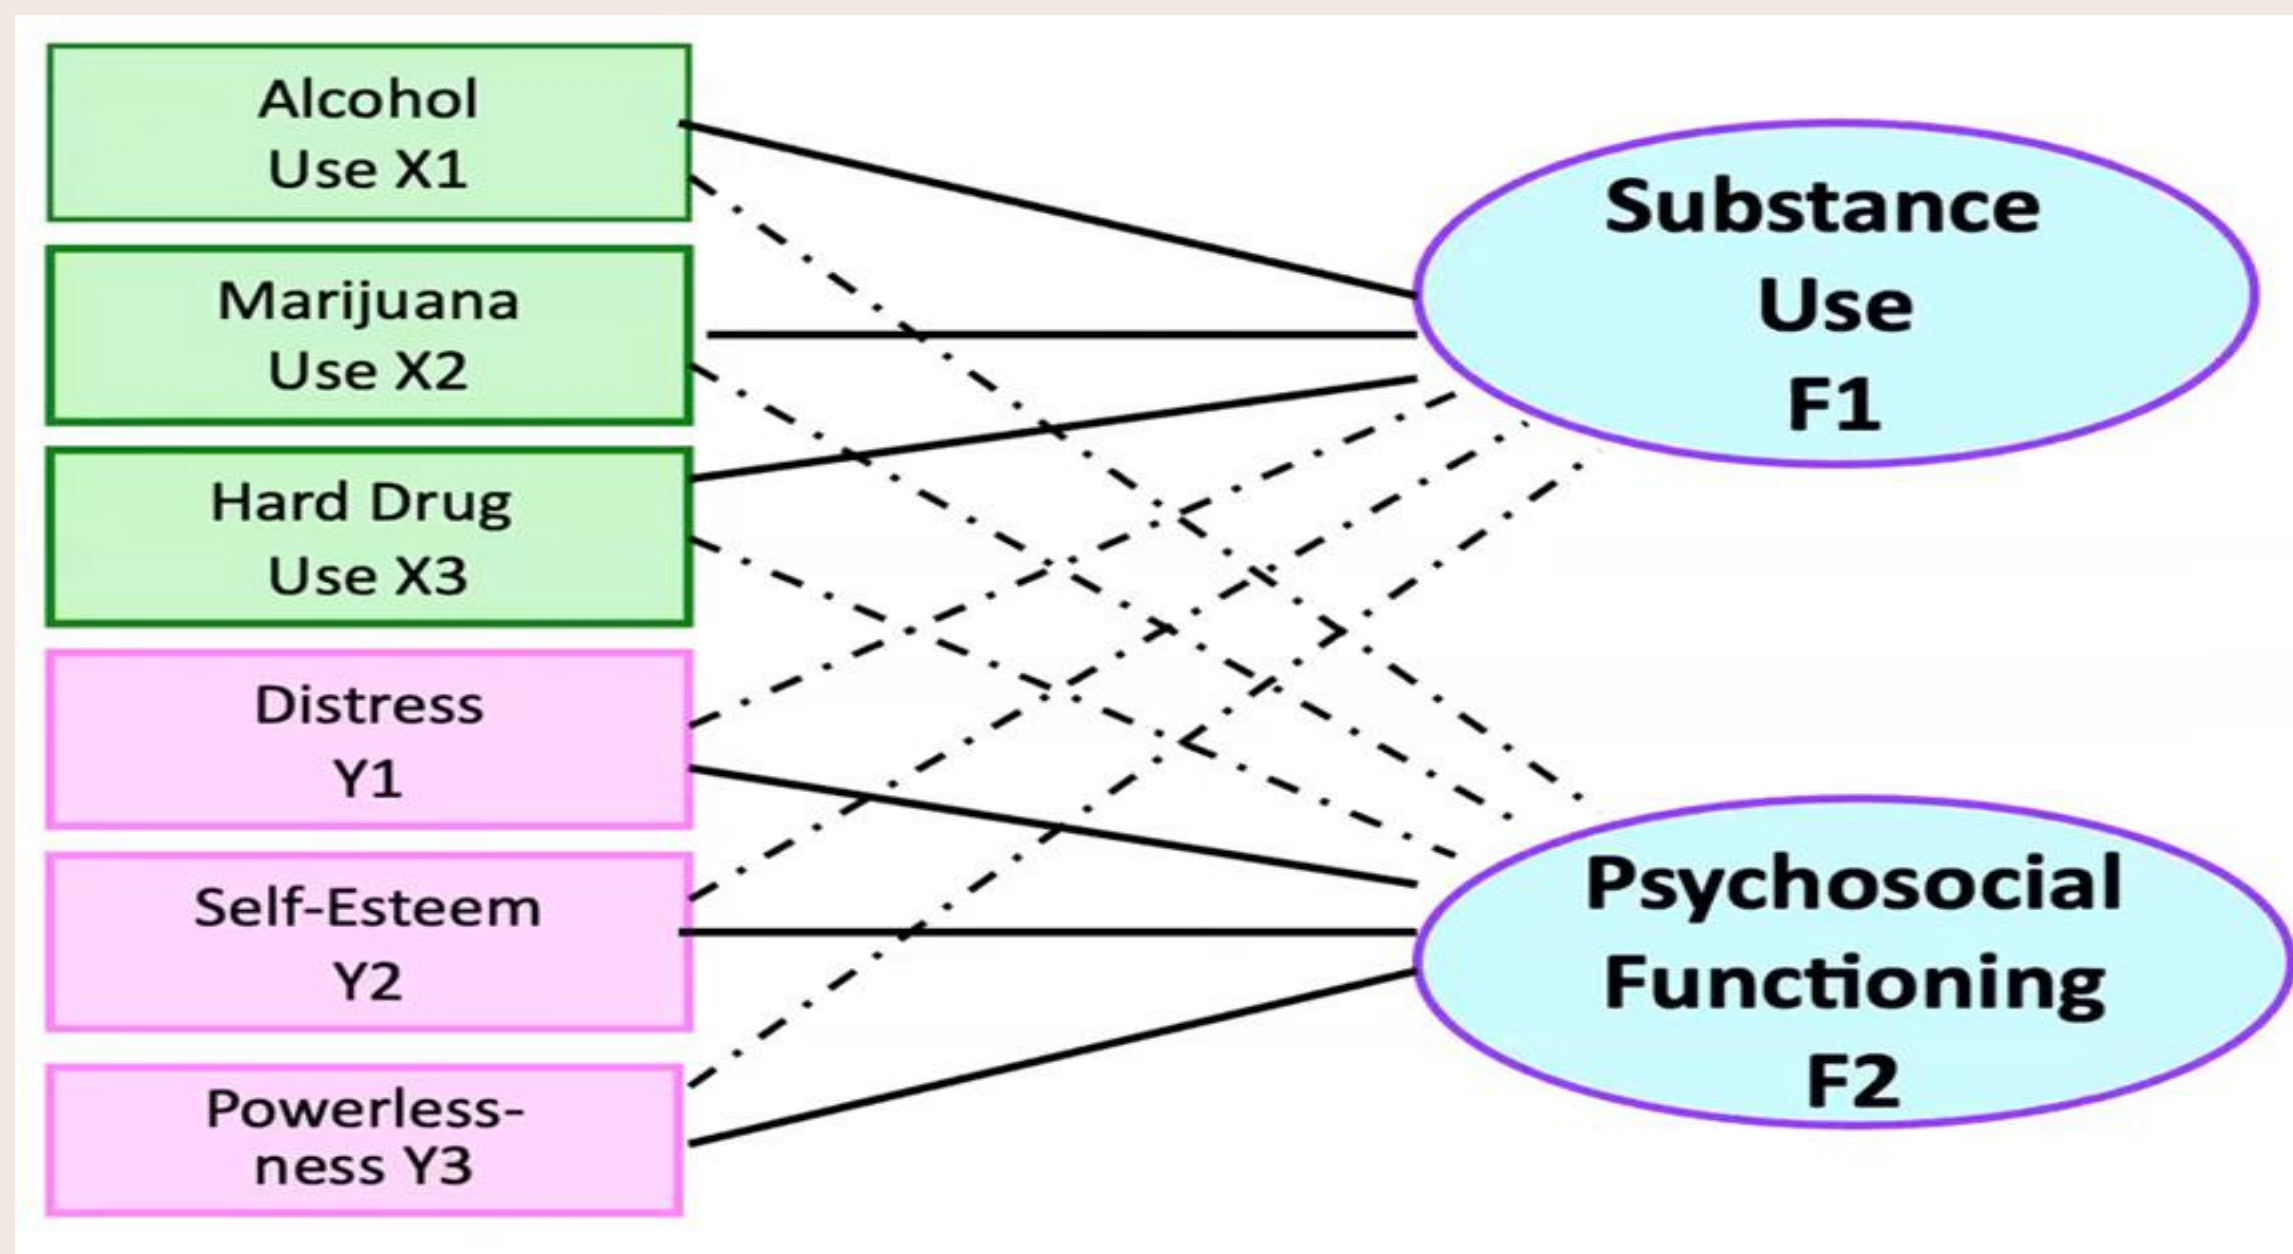 Alcohol
Use X1
Marijuana
Use X2
Hard Drug
Use X3
Distress
Y1
Self-Esteem
Y2
Powerless-
ness Y3
Substance
Use
F1
Psychosocial
Functioning
F2